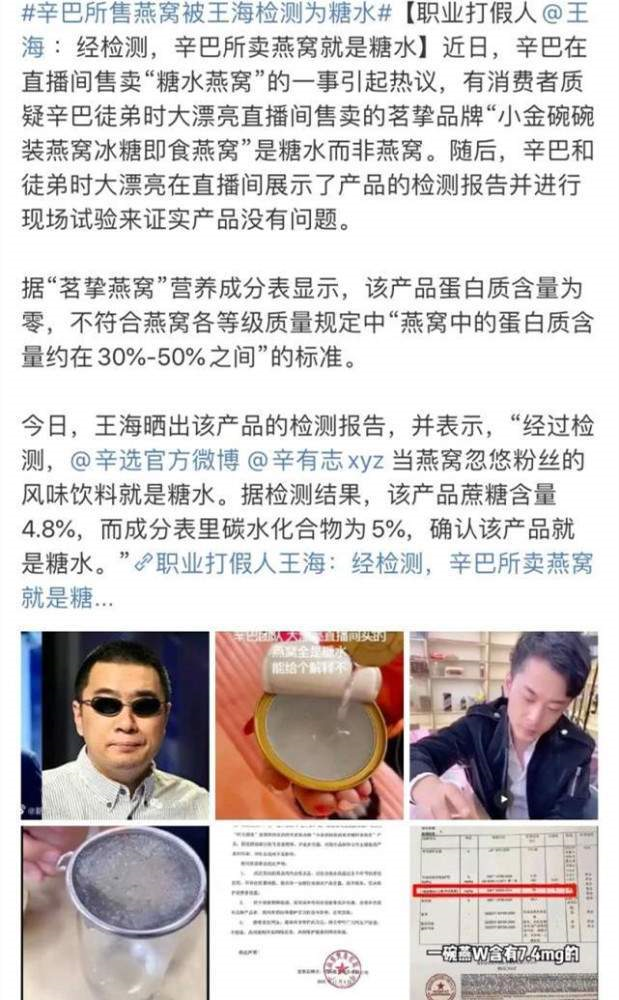 #辛巴所售燕窝被王海检测为糖水#【职业打假人@王
海：经检测，辛巴所卖燕窝就是糖水】近日，辛巴在
直播间售卖“糖水燕窝”的一事引起热议，有消费者质
疑辛巴徒弟时大漂亮直播间售卖的茗挚品牌“小金碗碗
装燕窝冰糖即食燕窝”是糖水而非燕窝。随后，辛巴和
徒弟时大漂亮在直播间展示了产品的检测报告并进行
现场试验来证实产品没有问题。
据“茗挚燕窝”营养成分表显示，该产品蛋白质含量为
零，不符合燕窝各等级质量规定中“燕窝中的蛋白质含
量约在30%-50%之间”的标准。
今日，王海晒出该产品的检测报告，并表示，“经过检
测，@辛选官方微博 @辛有志xyz 当燕窝忽悠粉丝的
风味饮料就是糖水。据检测结果，该产品蔗糖含量
4.8%，而成分表里碳水化合物为5%，确认该产品就
是糖水。”职业打假人王海：经检测，辛巴所卖燕窝
就是糖...
辛巴团队 大漂亮直播间买的
燕窝全是糖水
能给个解释不
一碗燕W含有7.4mg的